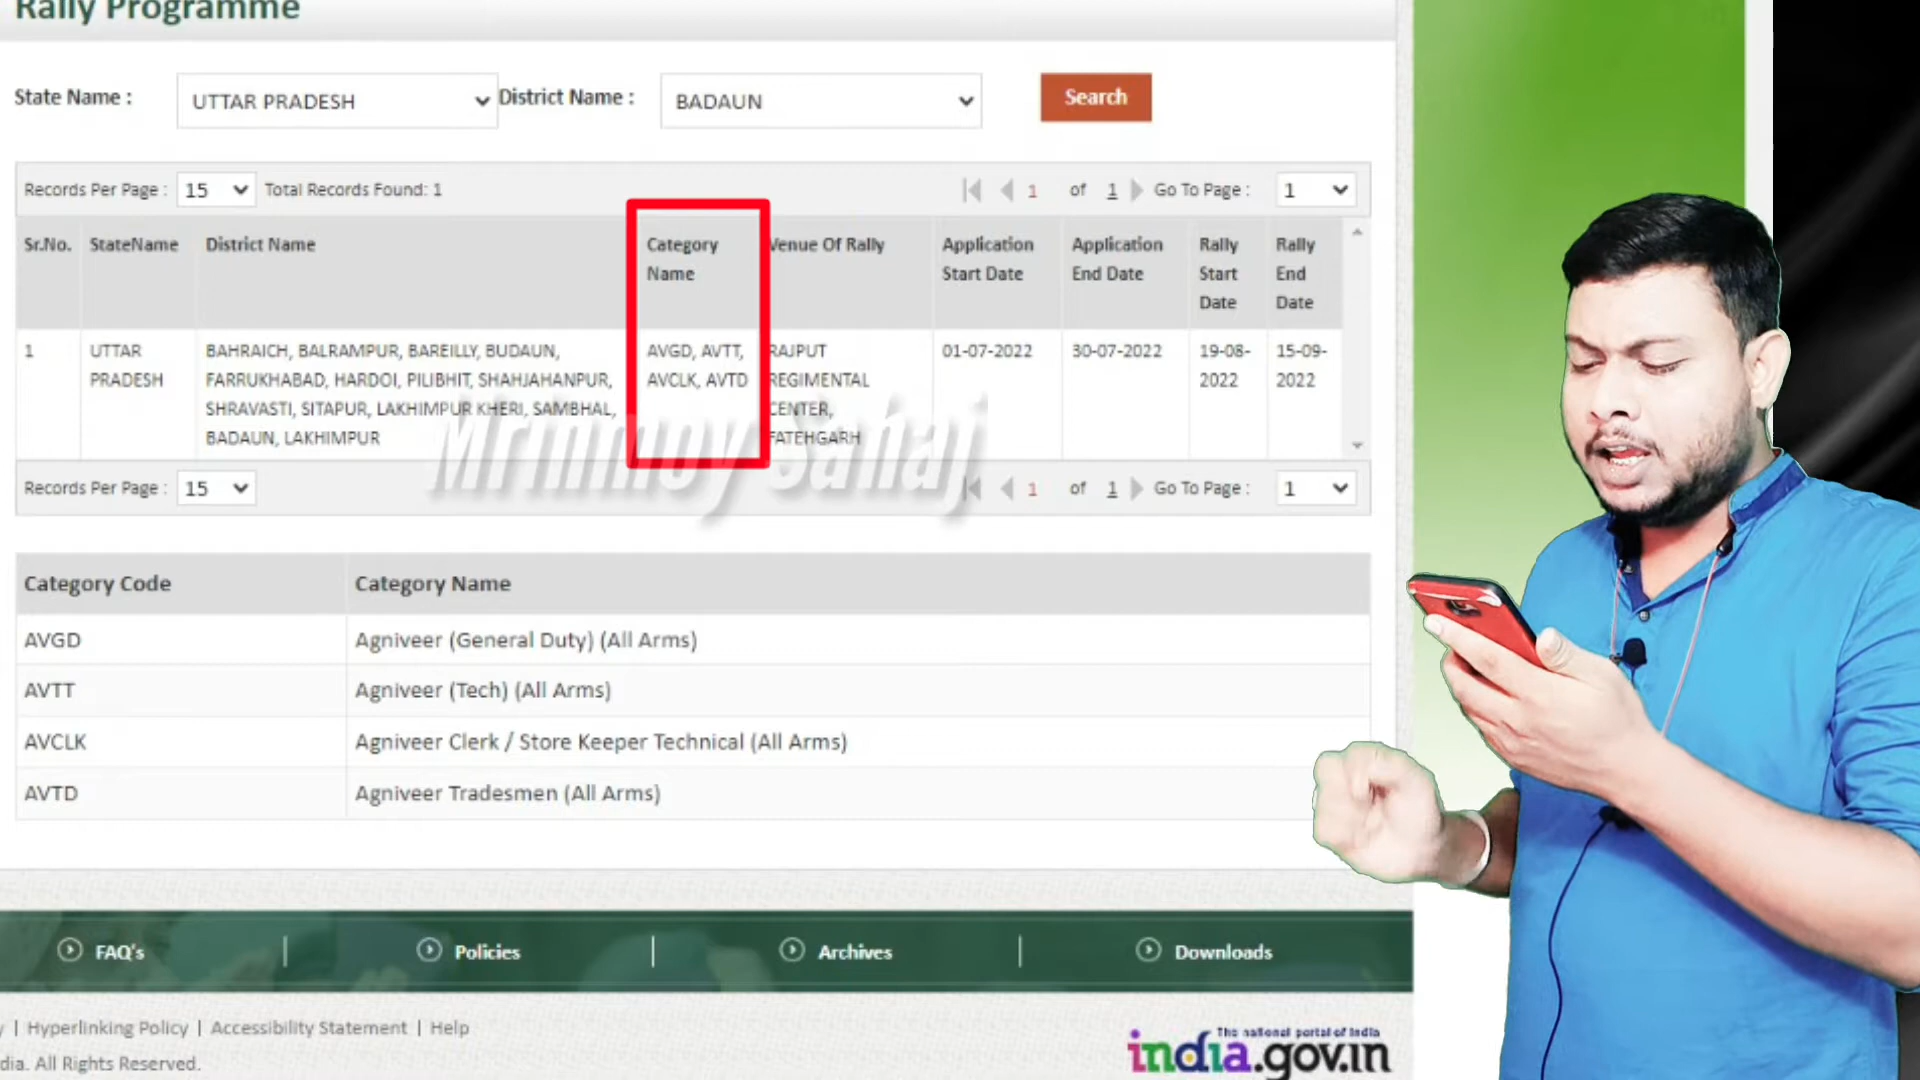 Rally Programme
State Name : UTTAR PRADESH District Name : BADAUN Search
Records Per Page : 15 Total Records Found: 1 1 of 1 Go To Page : 1
Sr.No. StateName District Name Category Name Venue Of Rally Application Start Date Application End Date Rally Start Date Rally End Date
1 UTTAR PRADESH BAHRAICH, BALRAMPUR, BAREILLY, BUDAUN, FARRUKHABAD, HARDOI, PILIBHIT, SHAHJAHANPUR, SHRAVASTI, SITAPUR, LAKHIMPUR KHERI, SAMBHAL, BADAUN, LAKHIMPUR AVGD, AVTT, AVCLK, AVTD RAJPUT REGIMENTAL CENTER, FATEHGARH 01-07-2022 30-07-2022 19-08-2022 15-09-2022
Mrinmoy Sahaj
Records Per Page : 15 1 of 1 Go To Page : 1
Category Code Category Name
AVGD Agniveer (General Duty) (All Arms)
AVTT Agniveer (Tech) (All Arms)
AVCLK Agniveer Clerk / Store Keeper Technical (All Arms)
AVTD Agniveer Tradesmen (All Arms)
FAQ's | Policies | Archives | Downloads
| Hyperlinking Policy | Accessibility Statement | Help
dia. All Rights Reserved.
The national portal of India
india.gov.in